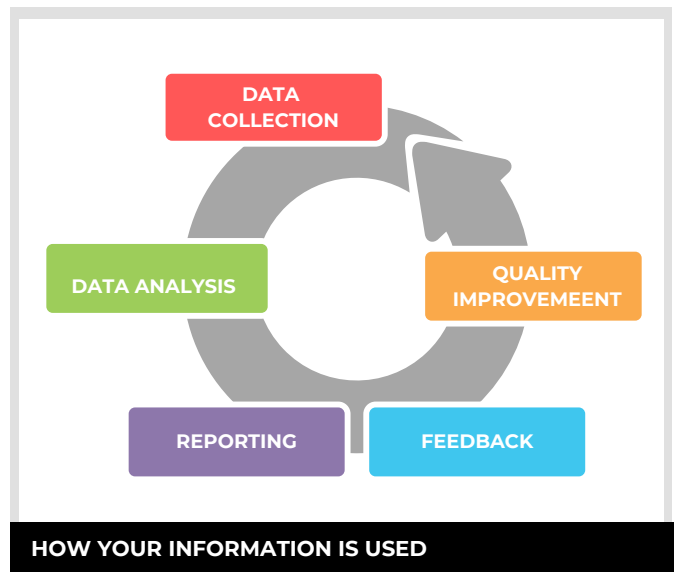 DATA
COLLECTION
DATA ANALYSIS
QUALITY
IMPROVEMEENT
REPORTING
FEEDBACK
HOW YOUR INFORMATION IS USED